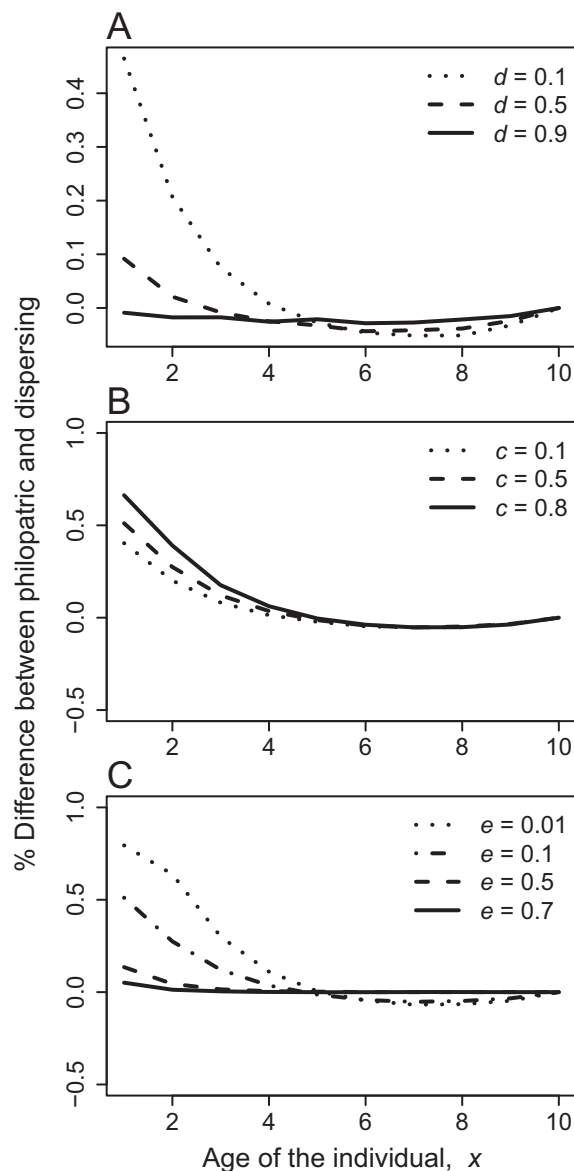 A
d = 0.1
d = 0.5
d = 0.9
0.4
0.3
0.2
0.1
0.0
2 4 6 8 10
B
c = 0.1
c = 0.5
c = 0.8
1.0
0.5
0.0
−0.5
2 4 6 8 10
C
e = 0.01
e = 0.1
e = 0.5
e = 0.7
1.0
0.5
0.0
−0.5
2 4 6 8 10
% Difference between philopatric and dispersing
Age of the individual, x